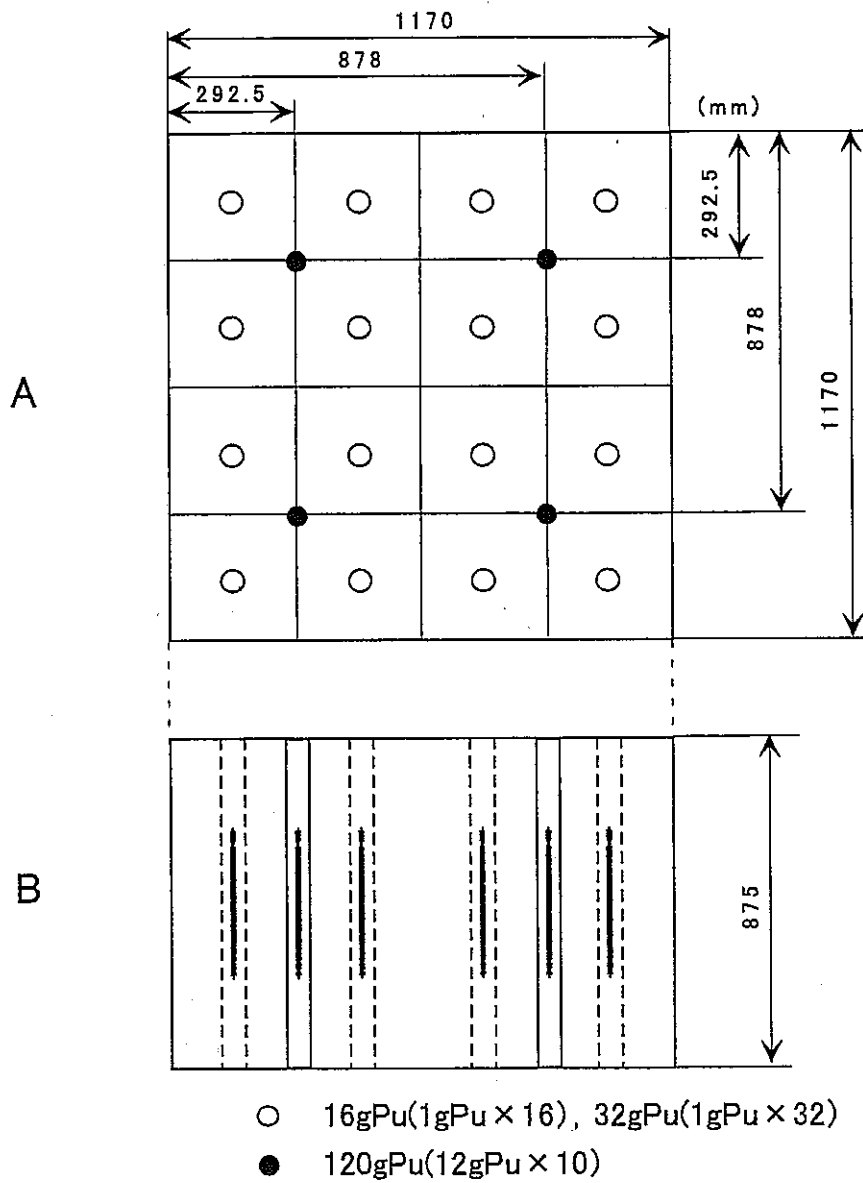 1170
878
292.5
(mm)
292.5
878
1170
A
B
875
○ 16gPu(1gPu×16), 32gPu(1gPu×32)
● 120gPu(12gPu×10)